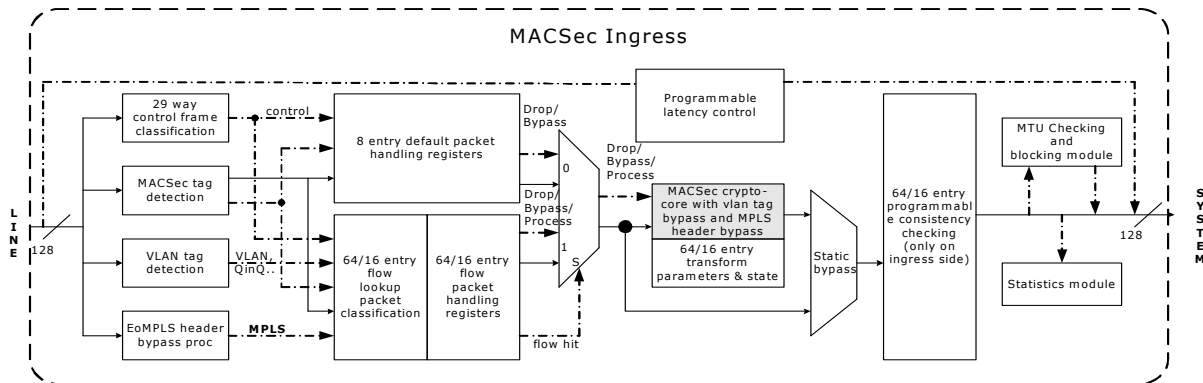 MACSec Ingress
LINE
128
29 way
control frame
classification
control
MACSec tag
detection
VLAN tag
detection
VLAN,
QinQ..
EoMPLS header
bypass proc
MPLS
8 entry default packet
handling registers
64/16 entry
flow
lookup
packet
classification
64/16 entry
flow
packet
handling
registers
Drop/
Bypass
Drop/
Bypass/
Process
0
1
S
flow hit
Programmable
latency control
Drop/
Bypass/
Process
MACSec crypto-
core with vlan tag
bypass and MPLS
header bypass
64/16 entry
transform
parameters & state
Static
bypass
64/16 entry
programmabl
e consistency
checking
(only on
ingress side)
MTU Checking
and
blocking module
Statistics module
128
SYSTEM